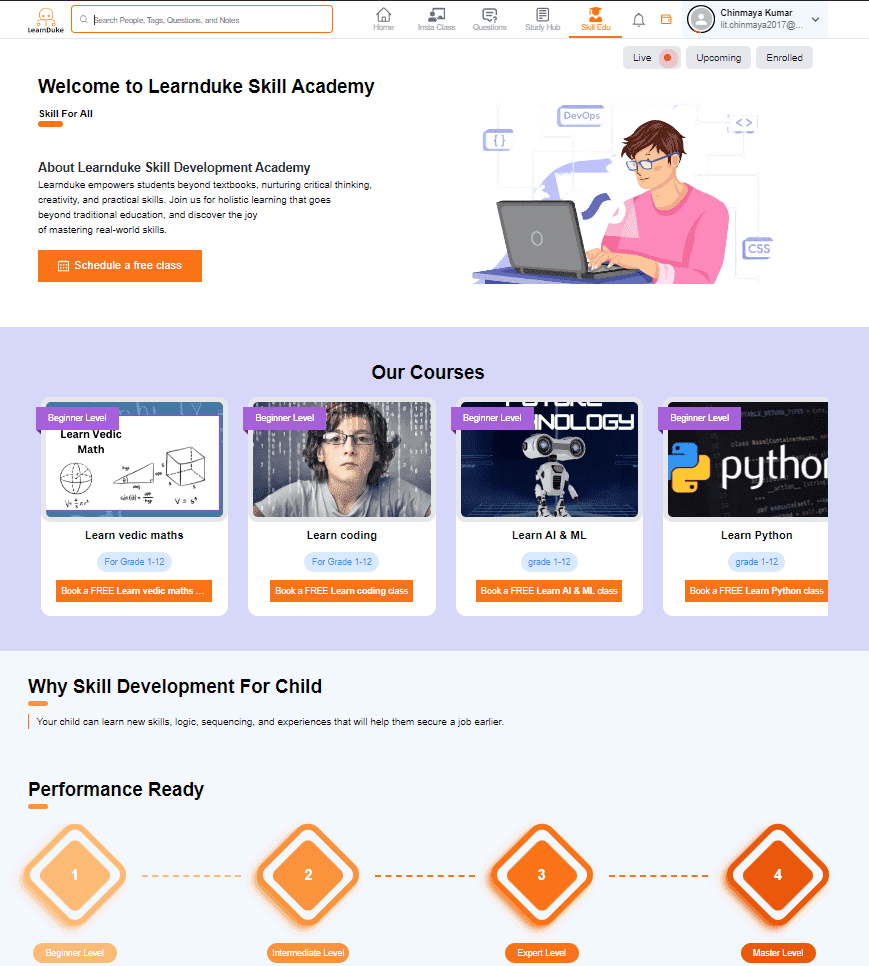 LearnDuke
Search People, Tags, Questions, and Notes
Home
Insta Class
Questions
Study Hub
Skill Edu
Chinmaya Kumar
lit.chinmaya2017@...
Live
Upcoming
Enrolled
Welcome to Learnduke Skill Academy
Skill For All
About Learnduke Skill Development Academy
Learnduke empowers students beyond textbooks, nurturing critical thinking,
creativity, and practical skills. Join us for holistic learning that goes
beyond traditional education, and discover the joy
of mastering real-world skills.
Schedule a free class
DevOps
{ }
<>
CSS
Our Courses
Beginner Level
Learn Vedic
Math
Learn vedic maths
For Grade 1-12
Book a FREE Learn vedic maths ...
Beginner Level
Learn coding
For Grade 1-12
Book a FREE Learn coding class
Beginner Level
Learn AI & ML
grade 1-12
Book a FREE Learn AI & ML class
Beginner Level
python
Learn Python
grade 1-12
Book a FREE Learn Python class
Why Skill Development For Child
Your child can learn new skills, logic, sequencing, and experiences that will help them secure a job earlier.
Performance Ready
1
2
3
4
Beginner Level
Intermediate Level
Expert Level
Master Level